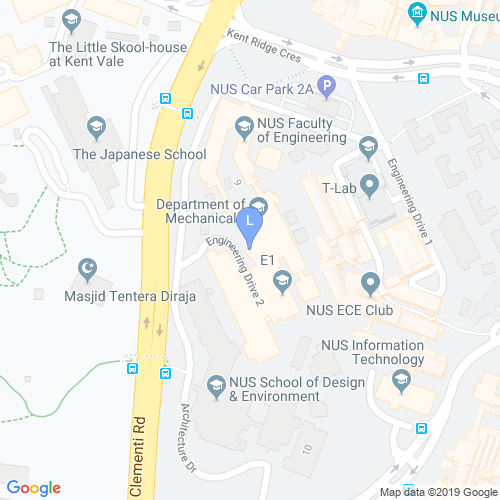 NUS Museu
The Little Skool-house
at Kent Vale
Kent Ridge Cres
NUS Car Park 2A
P
NUS Faculty
of Engineering
The Japanese School
T-Lab
Engineering Drive 1
9
Department of
Mechanical
L
Engineering Drive 2
E1
Masjid Tentera Diraja
NUS ECE Club
NUS Information
Technology
NUS School of Design
& Environment
Clementi Rd
Architecture Dr
10
Google
Map data ©2019 Google